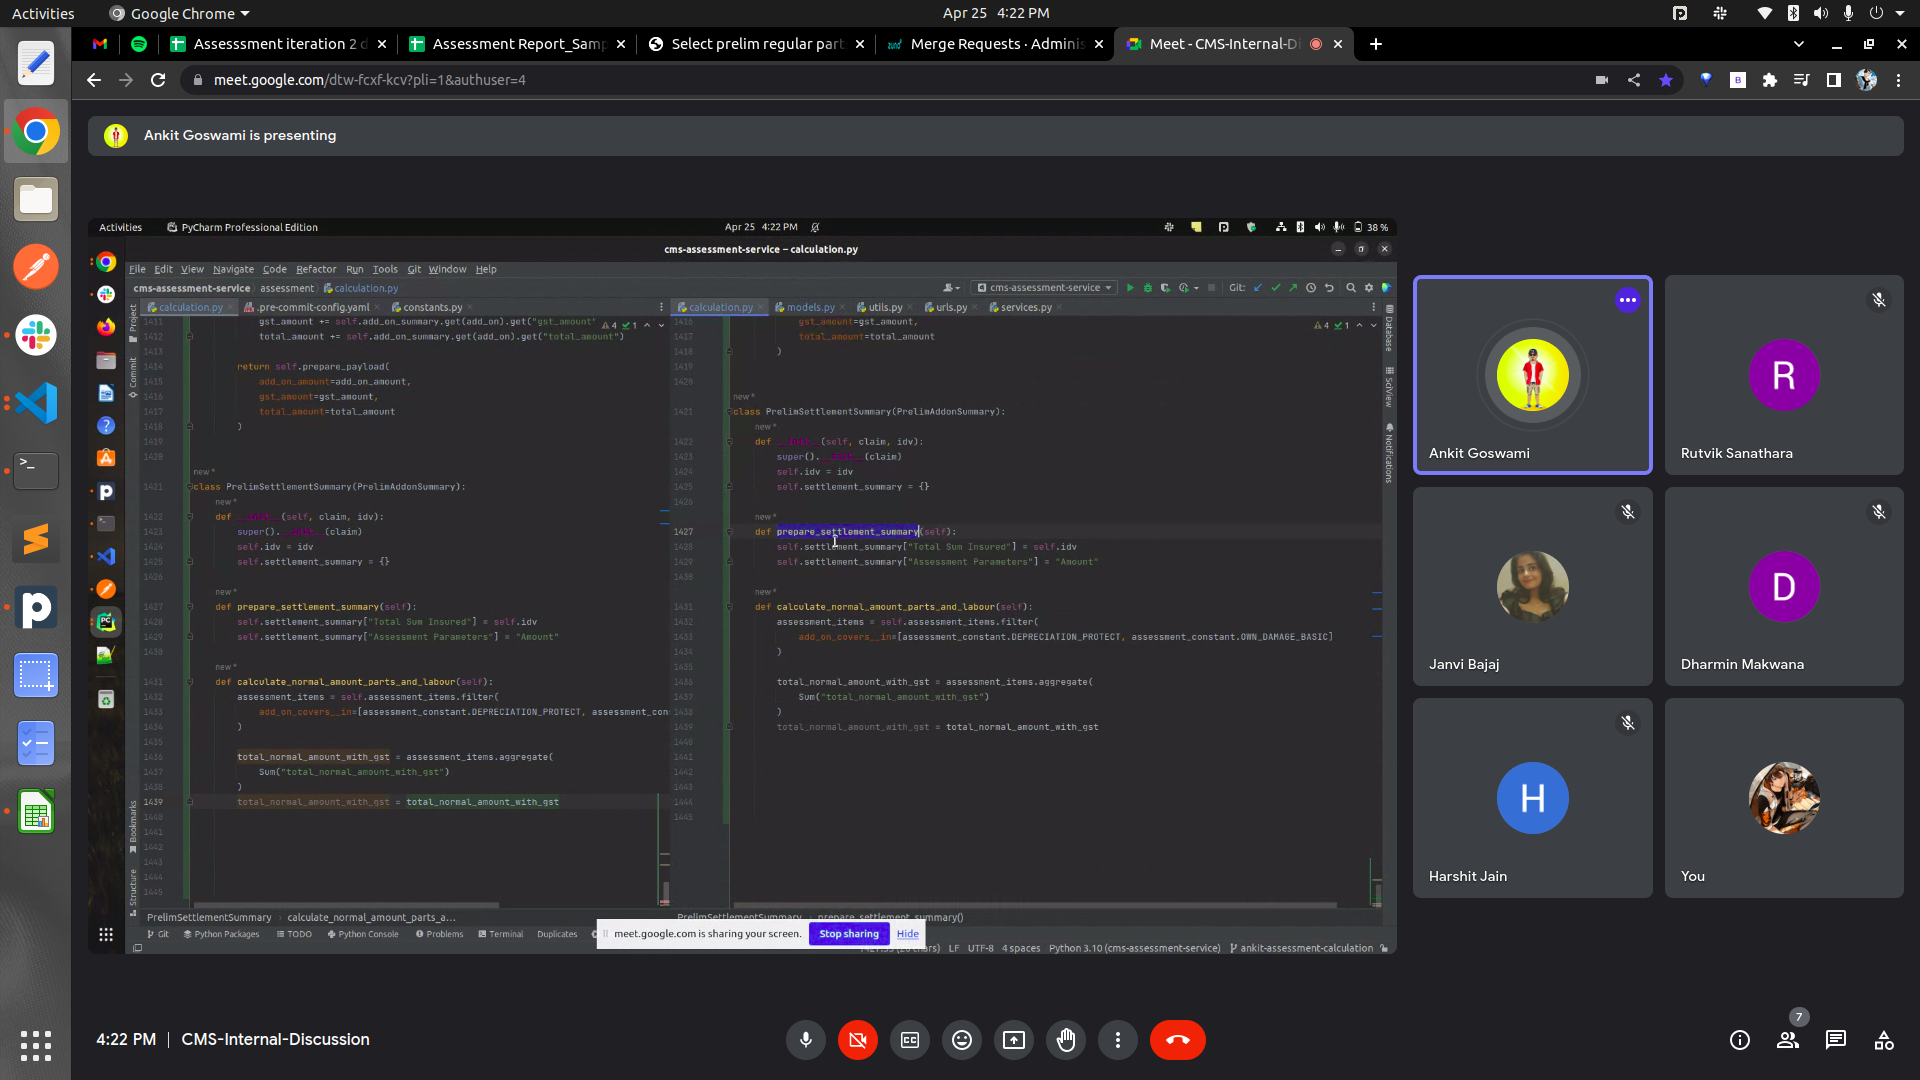 Activities
Google Chrome
Apr 25 4:22 PM
Assesssment iteration 2 d
Assessment Report_Samp
Select prelim regular part
Merge Requests · Adminis
Meet - CMS-Internal-Di
meet.google.com/dtw-fcxf-kcv?pli=1&authuser=4
Ankit Goswami is presenting
Activities
PyCharm Professional Edition
Apr 25 4:22 PM
38 %
cms-assessment-service – calculation.py
File Edit View Navigate Code Refactor Run Tools Git Window Help
cms-assessment-service assessment calculation.py
cms-assessment-service
Git:
calculation.py .pre-commit-config.yaml constants.py
calculation.py models.py utils.py urls.py services.py
Project
Commit
Bookmarks
Structure
Database
SciView
Notifications
1411 gst_amount += self.add_on_summary.get(add_on).get("gst_amount"
1412 total_amount += self.add_on_summary.get(add_on).get("total_amount")
1413
1414 return self.prepare_payload(
1415 add_on_amount=add_on_amount,
1416 gst_amount=gst_amount,
1417 total_amount=total_amount
1418 )
1419
1420
new *
1421 class PrelimSettlementSummary(PrelimAddonSummary):
new *
1422 def __init__(self, claim, idv):
1423 super().__init__(claim)
1424 self.idv = idv
1425 self.settlement_summary = {}
1426
new *
1427 def prepare_settlement_summary(self):
1428 self.settlement_summary["Total Sum Insured"] = self.idv
1429 self.settlement_summary["Assessment Parameters"] = "Amount"
1430
new *
1431 def calculate_normal_amount_parts_and_labour(self):
1432 assessment_items = self.assessment_items.filter(
1433 add_on_covers__in=[assessment_constant.DEPRECIATION_PROTECT, assessment_con
1434 )
1435
1436 total_normal_amount_with_gst = assessment_items.aggregate(
1437 Sum("total_normal_amount_with_gst")
1438 )
1439 total_normal_amount_with_gst = total_normal_amount_with_gst
1440
1441
1442
1443
1444
1445
1416 gst_amount=gst_amount,
1417 total_amount=total_amount
1418 )
1419
1420
new *
1421 class PrelimSettlementSummary(PrelimAddonSummary):
new *
1422 def __init__(self, claim, idv):
1423 super().__init__(claim)
1424 self.idv = idv
1425 self.settlement_summary = {}
1426
new *
1427 def prepare_settlement_summary(self):
1428 self.settlement_summary["Total Sum Insured"] = self.idv
1429 self.settlement_summary["Assessment Parameters"] = "Amount"
1430
new *
1431 def calculate_normal_amount_parts_and_labour(self):
1432 assessment_items = self.assessment_items.filter(
1433 add_on_covers__in=[assessment_constant.DEPRECIATION_PROTECT, assessment_constant.OWN_DAMAGE_BASIC]
1434 )
1435
1436 total_normal_amount_with_gst = assessment_items.aggregate(
1437 Sum("total_normal_amount_with_gst")
1438 )
1439 total_normal_amount_with_gst = total_normal_amount_with_gst
1440
1441
1442
1443
1444
1445
PrelimSettlementSummary calculate_normal_amount_parts_a...
PrelimSettlementSummary prepare_settlement_summary()
Git Python Packages TODO Python Console Problems Terminal Duplicates
meet.google.com is sharing your screen. Stop sharing Hide
LF UTF-8 4 spaces Python 3.10 (cms-assessment-service) ankit-assessment-calculation
Ankit Goswami
R
Rutvik Sanathara
Janvi Bajaj
D
Dharmin Makwana
H
Harshit Jain
You
4:22 PM | CMS-Internal-Discussion
7